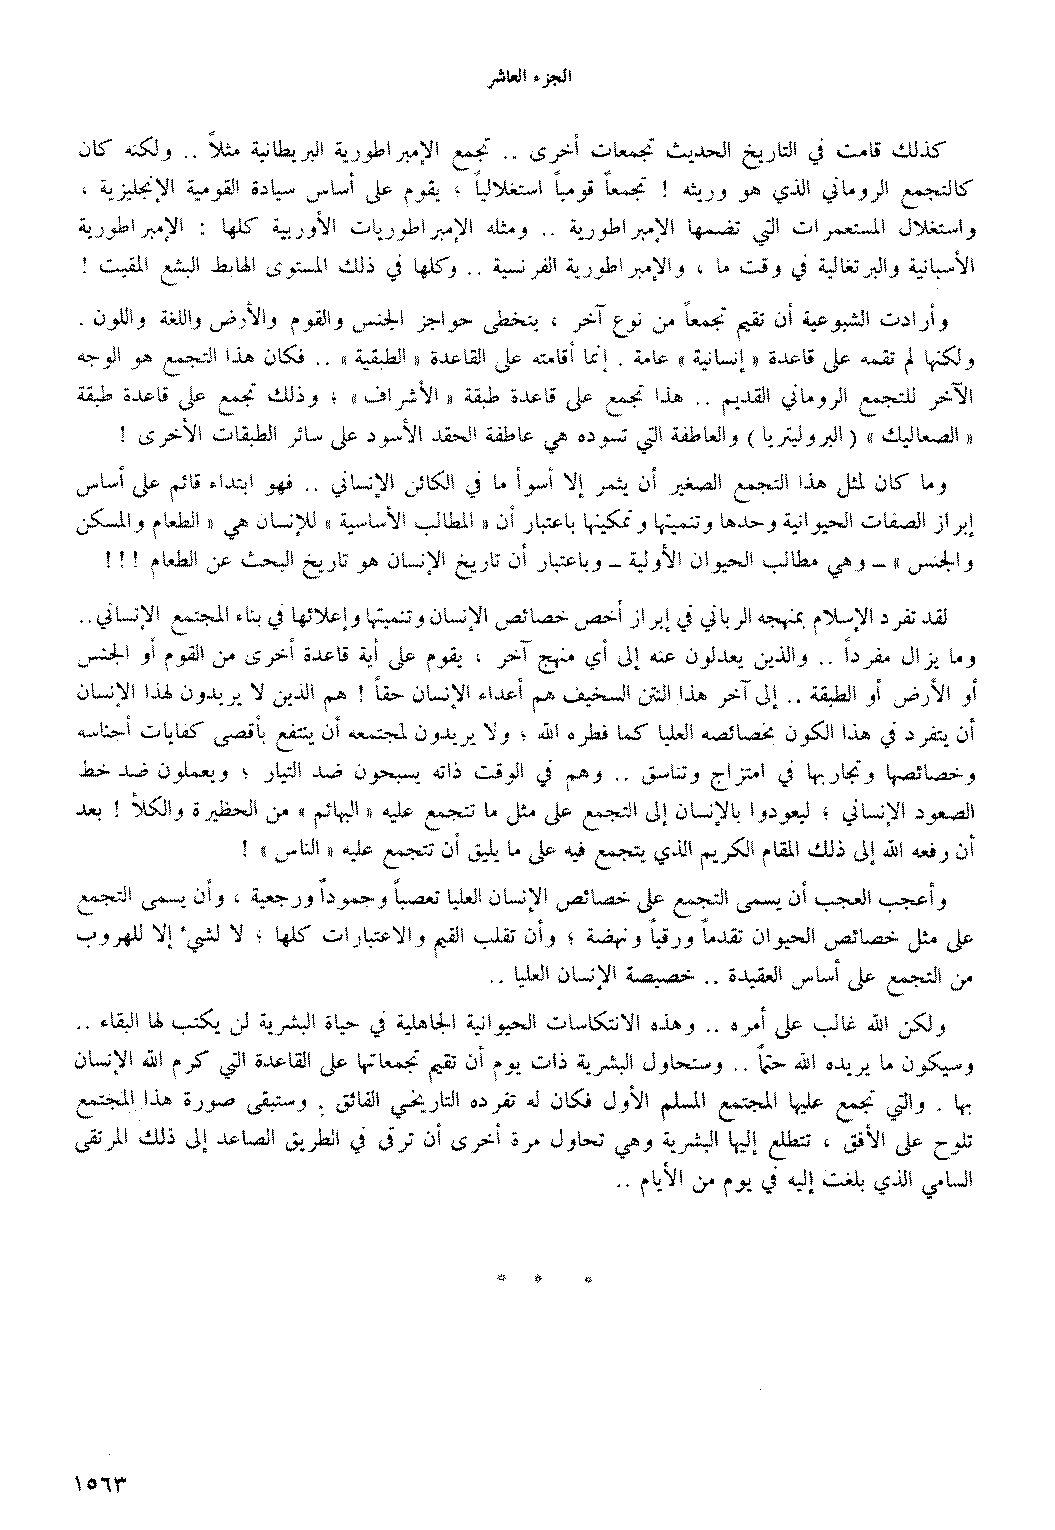 الجزء العاشر
كذلك قامت في التاريخ الحديث تجمعات أخرى .. تجمع الإمبراطورية البريطانية مثلاً .. ولكنه كان
كالتجمع الروماني الذي هو وريثه ! تجمعاً قومياً استغلالياً ؛ يقوم على أساس سيادة القومية الإنجليزية ،
واستغلال المستعمرات التي تضمها الإمبراطورية .. ومثله الإمبراطوريات الأوربية كلها : الإمبراطورية
الأسبانية والبرتغالية في وقت ما ، والإمبراطورية الفرنسية .. وكلها في ذلك المستوى الهابط البشع المقيت !
وأرادت الشيوعية أن تقيم تجمعاً من نوع آخر ، يتخطى حواجز الجنس والقوم والأرض واللغة واللون .
ولكنها لم تقمه على قاعدة « إنسانية » عامة . إنما أقامته على القاعدة « الطبقية » .. فكان هذا التجمع هو الوجه
الآخر للتجمع الروماني القديم .. هذا تجمع على قاعدة طبقة « الأشراف » ؛ وذلك تجمع على قاعدة طبقة
« الصعاليك » ( البروليتريا ) والعاطفة التي تسوده هي عاطفة الحقد الأسود على سائر الطبقات الأخرى !
وما كان لمثل هذا التجمع الصغير أن يثمر إلا أسوأ ما في الكائن الإنساني .. فهو ابتداء قائم على أساس
إبراز الصفات الحيوانية وحدها وتنميتها وتمكينها باعتبار أن « المطالب الأساسية » للإنسان هي « الطعام والمسكن
والجنس » – وهي مطالب الحيوان الأولية – وباعتبار أن تاريخ الإنسان هو تاريخ البحث عن الطعام !!!
لقد تفرد الإسلام بمنهجه الرباني في إبراز أخص خصائص الإنسان وتنميتها وإعلائها في بناء المجتمع الإنساني..
وما يزال مفرداً .. والذين يعدلون عنه إلى أي منهج آخر ، يقوم على أية قاعدة أخرى من القوم أو الجنس
أو الأرض أو الطبقة .. إلى آخر هذا النتن السخيف هم أعداء الإنسان حقاً ! هم الذين لا يريدون لهذا الإنسان
أن يتفرد في هذا الكون بخصائصه العليا كما فطره الله ؛ ولا يريدون لمجتمعه أن ينتفع بأقصى كفايات أجناسه
وخصائصها وتجاربها في امتزاج وتناسق .. وهم في الوقت ذاته يسبحون ضد التيار ؛ ويعملون ضد خط
الصعود الإنساني ؛ ليعودوا بالإنسان إلى التجمع على مثل ما تتجمع عليه « البهائم » من الحظيرة والكلأ ! بعد
أن رفعه الله إلى ذلك المقام الكريم الذي يتجمع فيه على ما يليق أن تتجمع عليه « الناس » !
وأعجب العجب أن يسمى التجمع على خصائص الإنسان العليا تعصباً وجموداً ورجعية ، وأن يسمى التجمع
على مثل خصائص الحيوان تقدماً ورقياً ونهضة ؛ وأن تقلب القيم والاعتبارات كلها ؛ لا لشيء إلا للهروب
من التجمع على أساس العقيدة .. خصيصة الإنسان العليا ..
ولكن الله غالب على أمره .. وهذه الانتكاسات الحيوانية الجاهلية في حياة البشرية لن يكتب لها البقاء ..
وسيكون ما يريده الله حتماً .. وستحاول البشرية ذات يوم أن تقيم تجمعاتها على القاعدة التي كرم الله الإنسان
بها . والتي تجمع عليها المجتمع المسلم الأول فكان له تفرده التاريخي الفائق . وستبقى صورة هذا المجتمع
تلوح على الأفق ، تتطلع إليها البشرية وهي تحاول مرة أخرى أن ترقى في الطريق الصاعد إلى ذلك المرتقى
السامي الذي بلغت إليه في يوم من الأيام ..
* * *
١٥٦٣